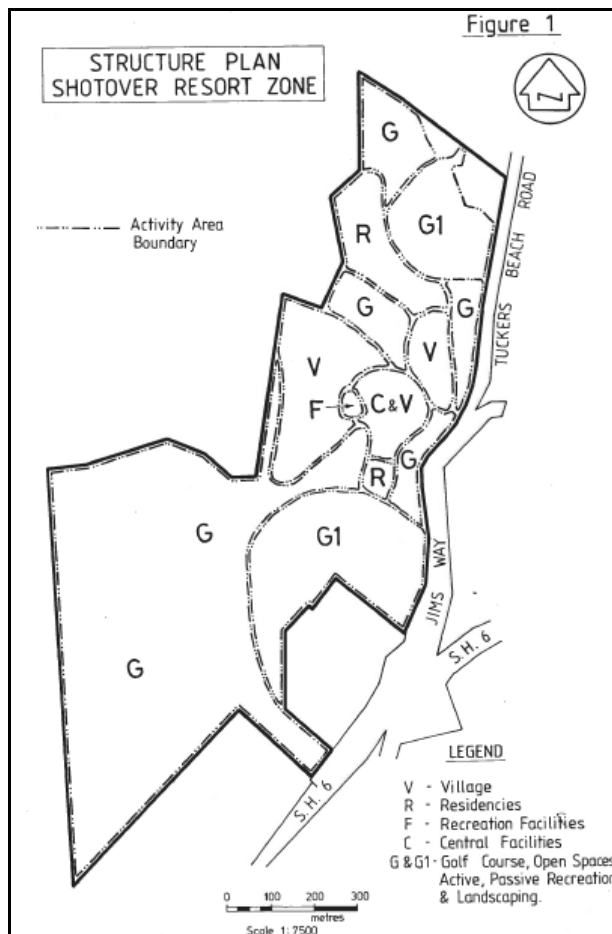 Figure 1
STRUCTURE PLAN
SHOTOVER RESORT ZONE
N
Activity Area
Boundary
G
G1
R
G
G
V
V
F
C & V
G
R
G
G1
G
TUCKERS BEACH ROAD
JIMS WAY
S.H. 6
S.H. 6
LEGEND
V - Village
R - Residencies
F - Recreation Facilities
C - Central Facilities
G & G1 - Golf Course, Open Spaces
Active, Passive Recreation
& Landscaping.
0 100 200 300
metres
Scale 1:7500